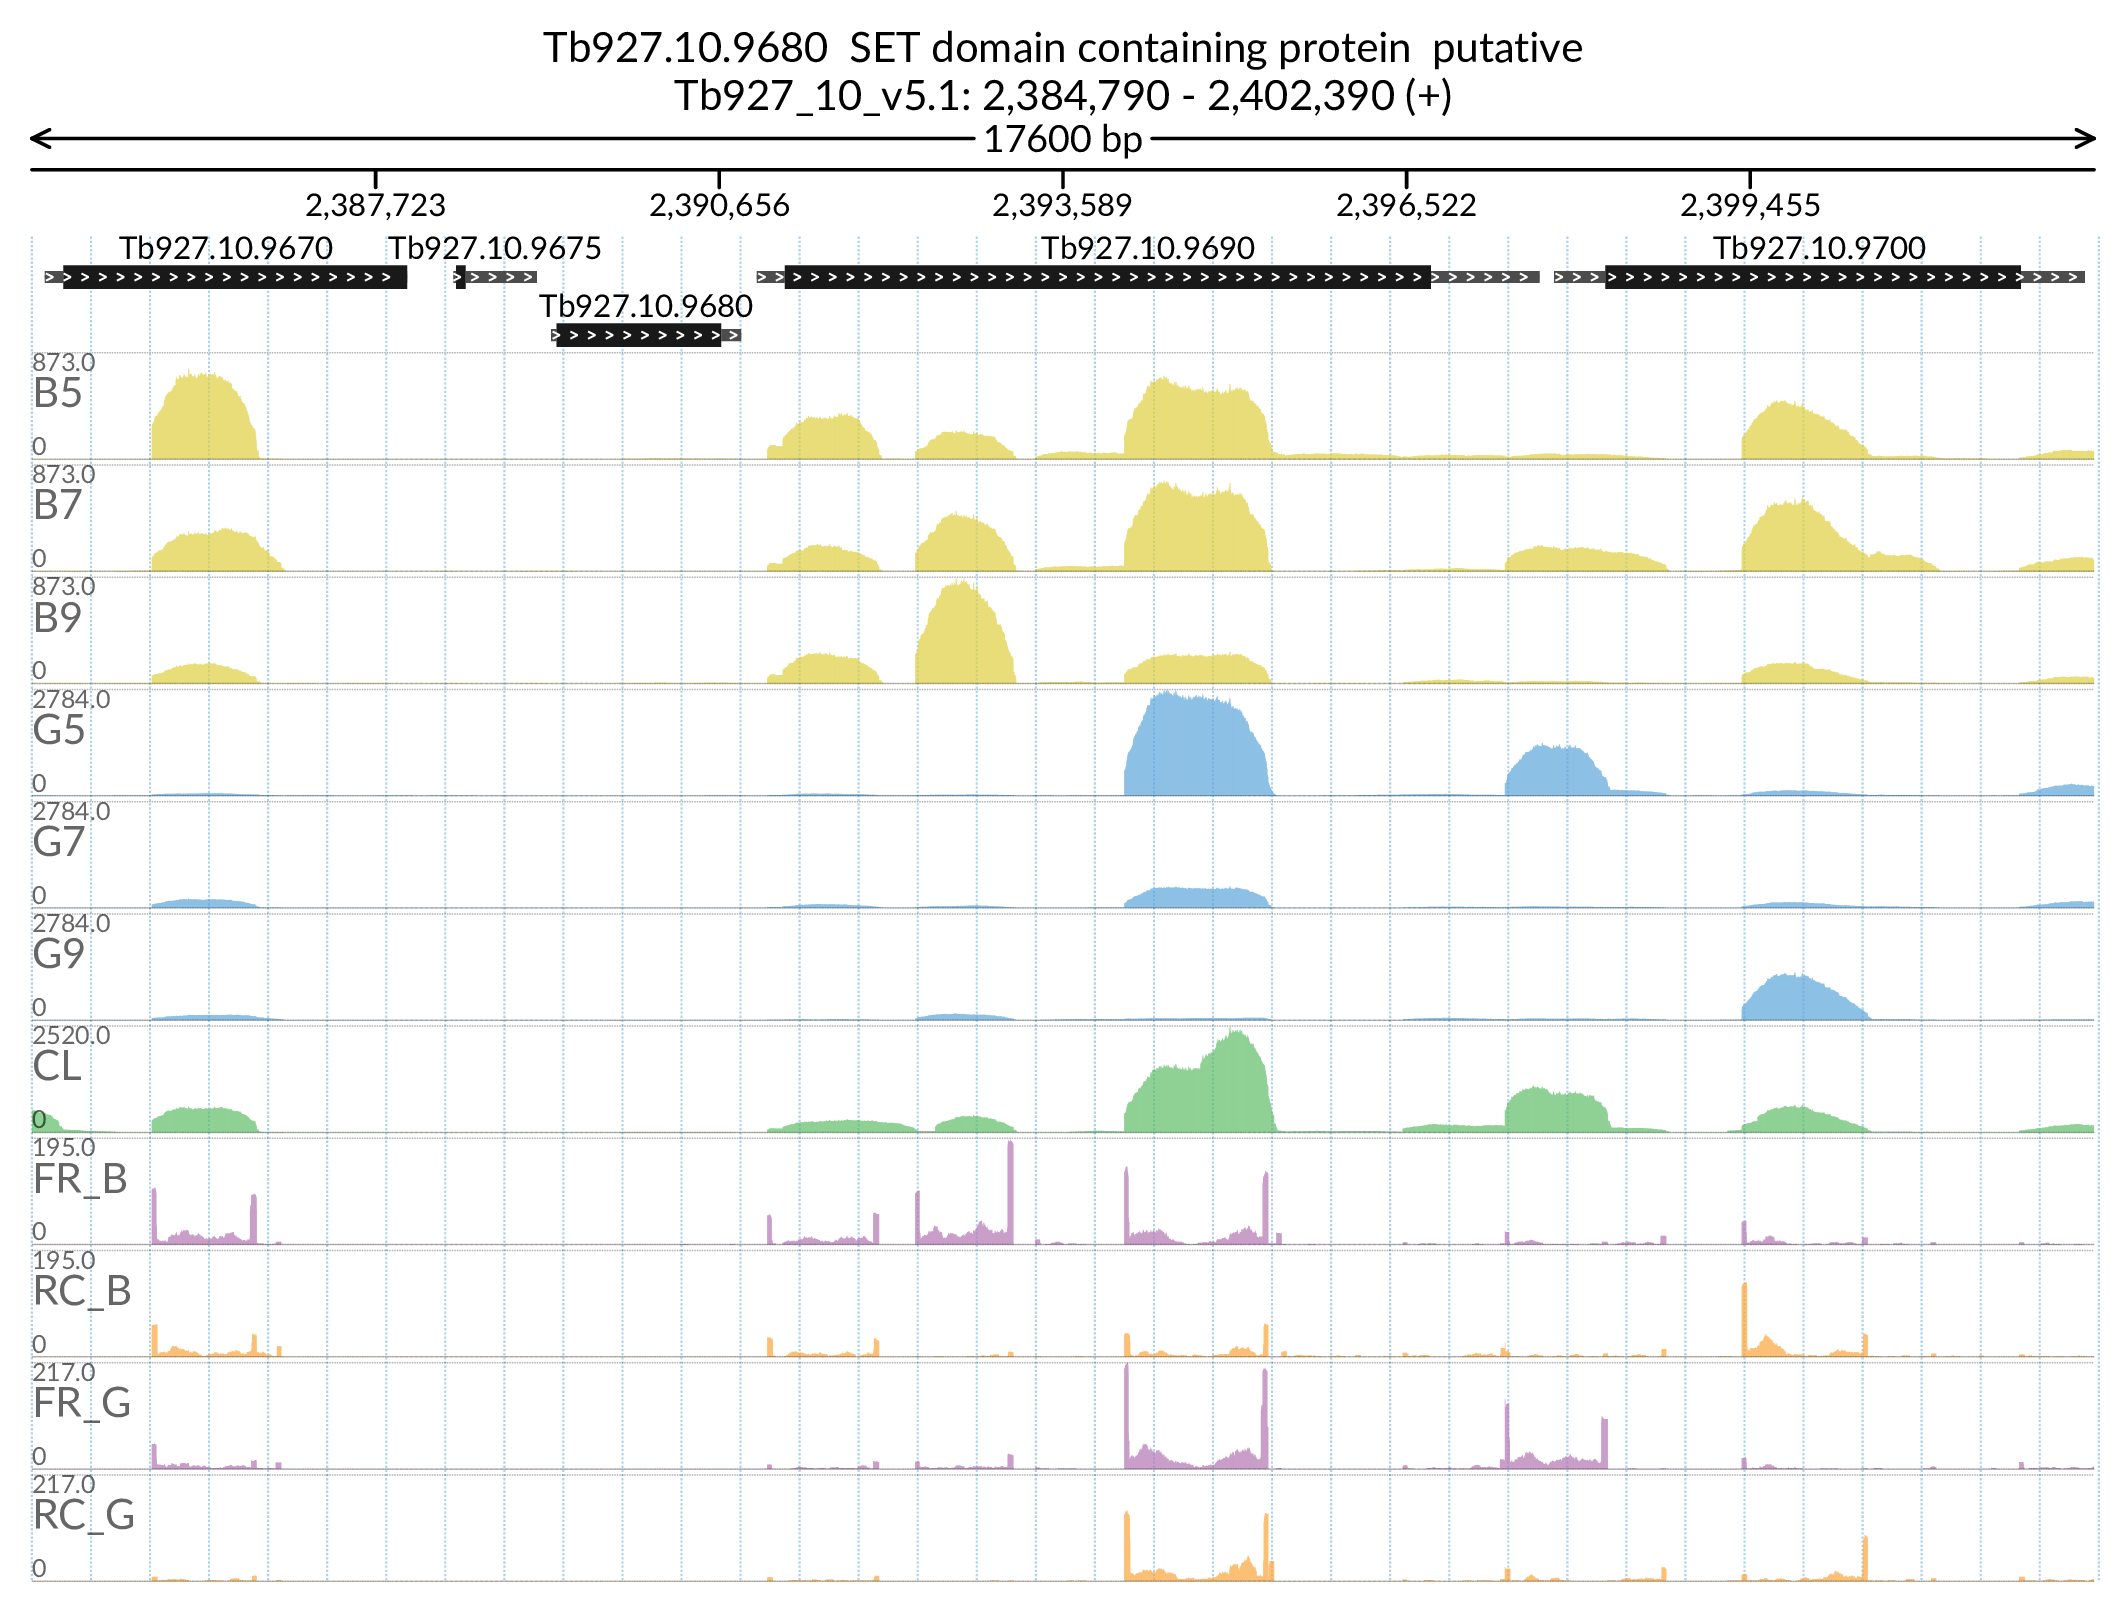 Tb927.10.9680  SET domain containing protein  putative
Tb927_10_v5.1: 2,384,790 - 2,402,390 (+)
17600 bp
2,387,723 2,390,656 2,393,589 2,396,522 2,399,455
Tb927.10.9670 Tb927.10.9675 Tb927.10.9690 Tb927.10.9700
Tb927.10.9680
873.0
B5
0
873.0
B7
0
873.0
B9
0
2784.0
G5
0
2784.0
G7
0
2784.0
G9
0
2520.0
CL
0
195.0
FR_B
0
195.0
RC_B
0
217.0
FR_G
0
217.0
RC_G
0